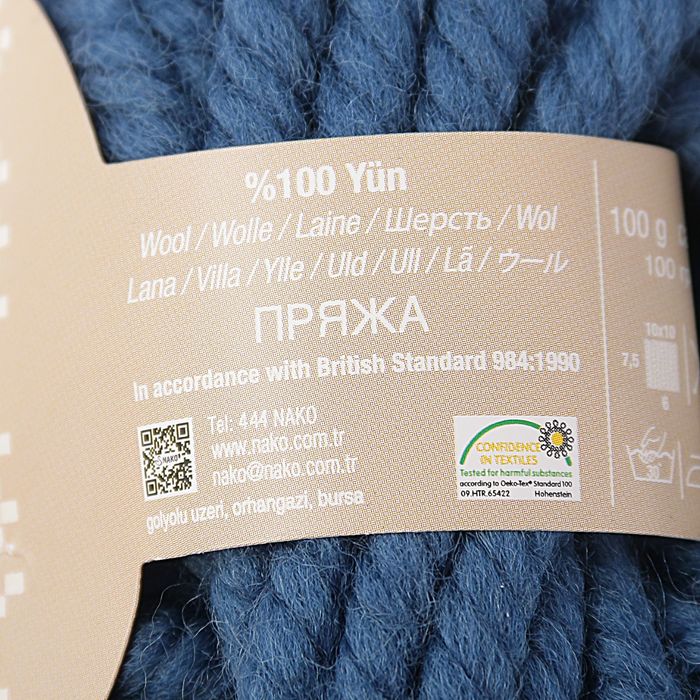 %100 Yün
Wool / Wolle / Laine / Шерсть / Wol
Lana / Villa / Ylle / Uld / Ull / Lã / ウール
ПРЯЖА
In accordance with British Standard 984:1990
Tel: 444 NAKO
www.nako.com.tr
nako@nako.com.tr
golyolu uzeri, orhangazi, bursa
NAKO
CONFIDENCE
IN TEXTILES
Tested for harmful substances
according to Oeko-Tex® Standard 100
09.HTR.65422 Hohenstein
100 g
100
10x10
7,5
6
30